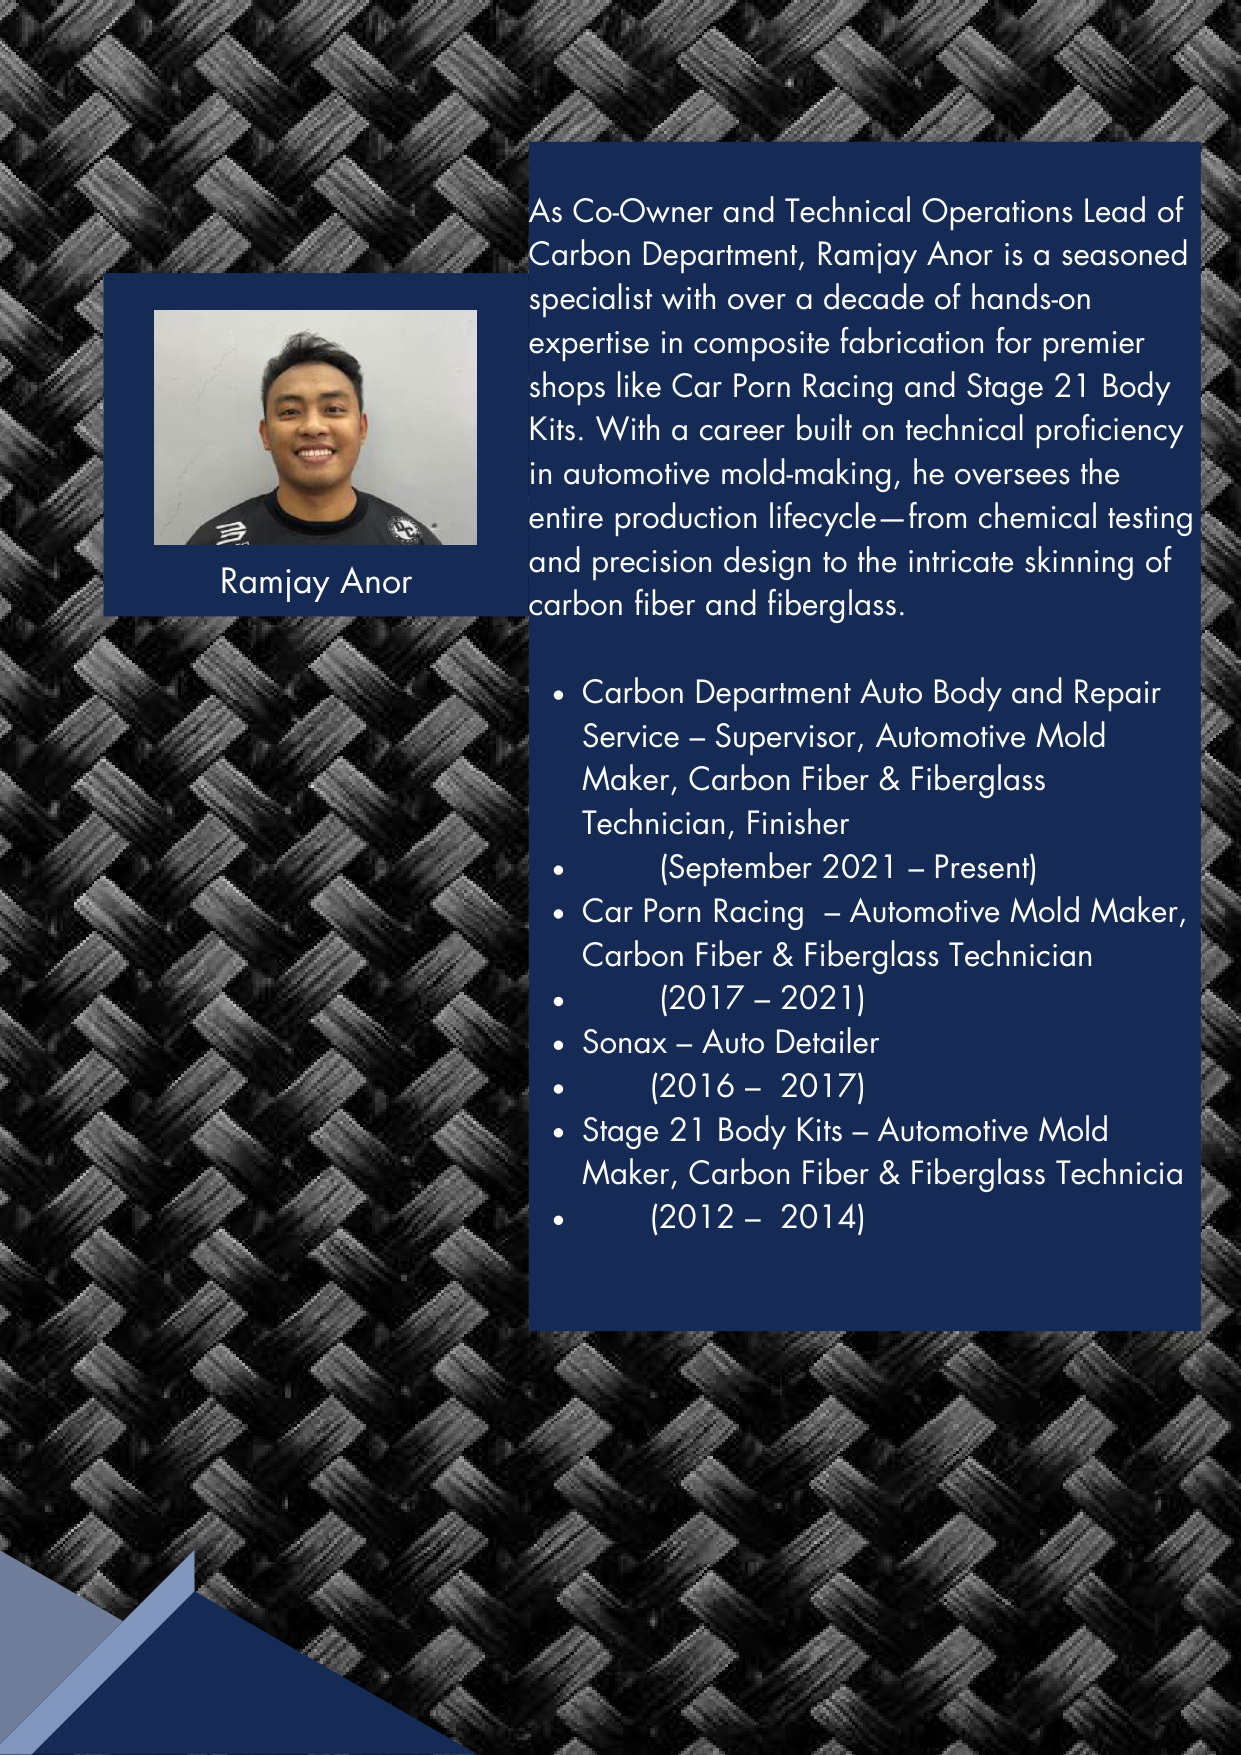 As Co-Owner and Technical Operations Lead of
Carbon Department, Ramjay Anor is a seasoned
specialist with over a decade of hands-on
expertise in composite fabrication for premier
shops like Car Porn Racing and Stage 21 Body
Kits. With a career built on technical proficiency
in automotive mold-making, he oversees the
entire production lifecycle—from chemical testing
and precision design to the intricate skinning of
carbon fiber and fiberglass.
Ramjay Anor
• Carbon Department Auto Body and Repair
Service – Supervisor, Automotive Mold
Maker, Carbon Fiber & Fiberglass
Technician, Finisher
• (September 2021 – Present)
• Car Porn Racing – Automotive Mold Maker,
Carbon Fiber & Fiberglass Technician
• (2017 – 2021)
• Sonax – Auto Detailer
• (2016 – 2017)
• Stage 21 Body Kits – Automotive Mold
Maker, Carbon Fiber & Fiberglass Technicia
• (2012 – 2014)